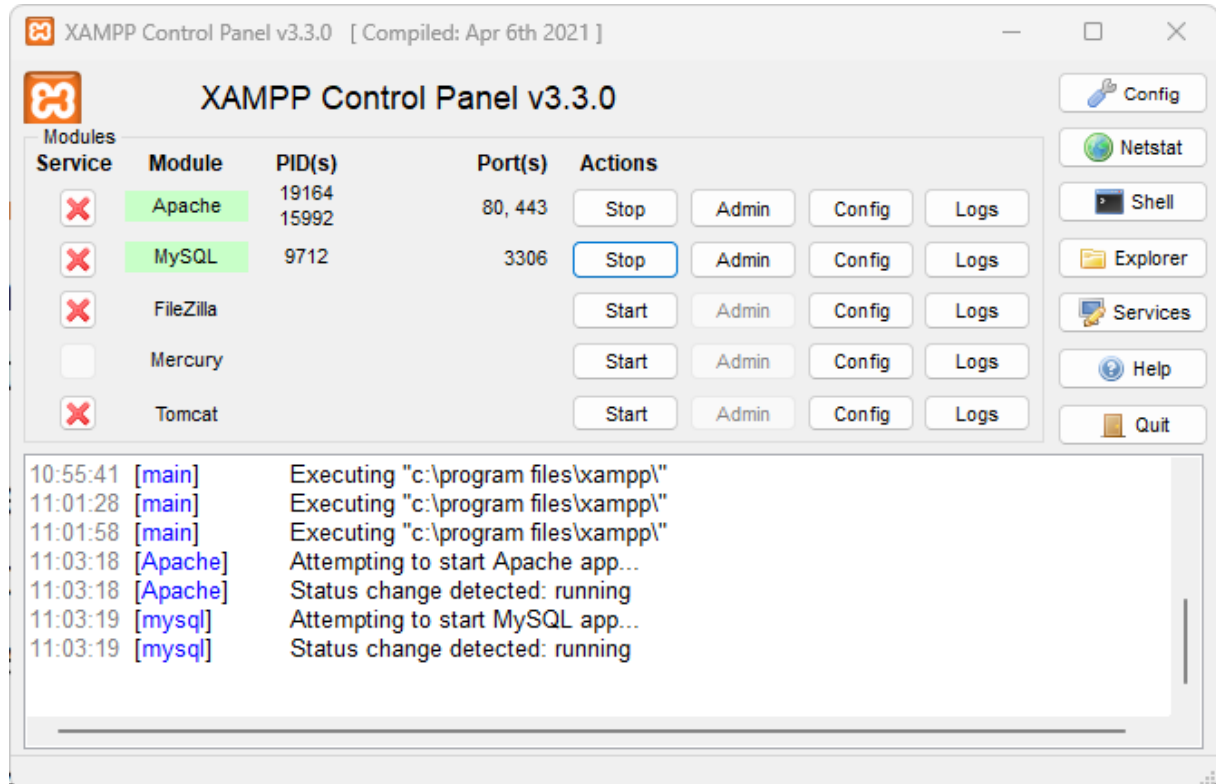 XAMPP Control Panel v3.3.0 [ Compiled: Apr 6th 2021 ]
XAMPP Control Panel v3.3.0
Config
Netstat
Shell
Explorer
Services
Help
Quit
Modules
Service Module PID(s) Port(s) Actions
Apache 19164 15992 80, 443 Stop Admin Config Logs
MySQL 9712 3306 Stop Admin Config Logs
FileZilla Start Admin Config Logs
Mercury Start Admin Config Logs
Tomcat Start Admin Config Logs
10:55:41 [main] Executing "c:\program files\xampp\"
11:01:28 [main] Executing "c:\program files\xampp\"
11:01:58 [main] Executing "c:\program files\xampp\"
11:03:18 [Apache] Attempting to start Apache app...
11:03:18 [Apache] Status change detected: running
11:03:19 [mysql] Attempting to start MySQL app...
11:03:19 [mysql] Status change detected: running